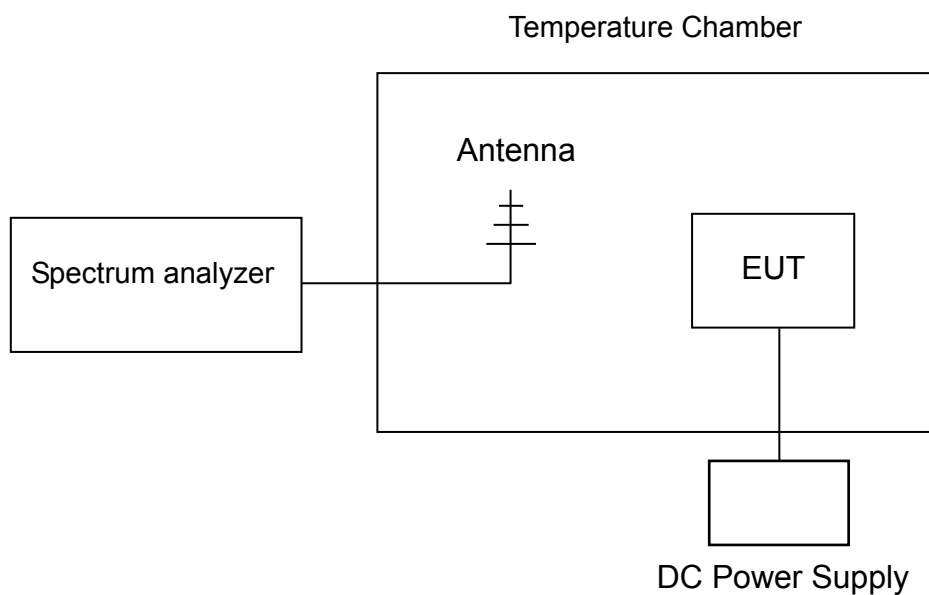 Temperature Chamber
Antenna
Spectrum analyzer
EUT
DC Power Supply